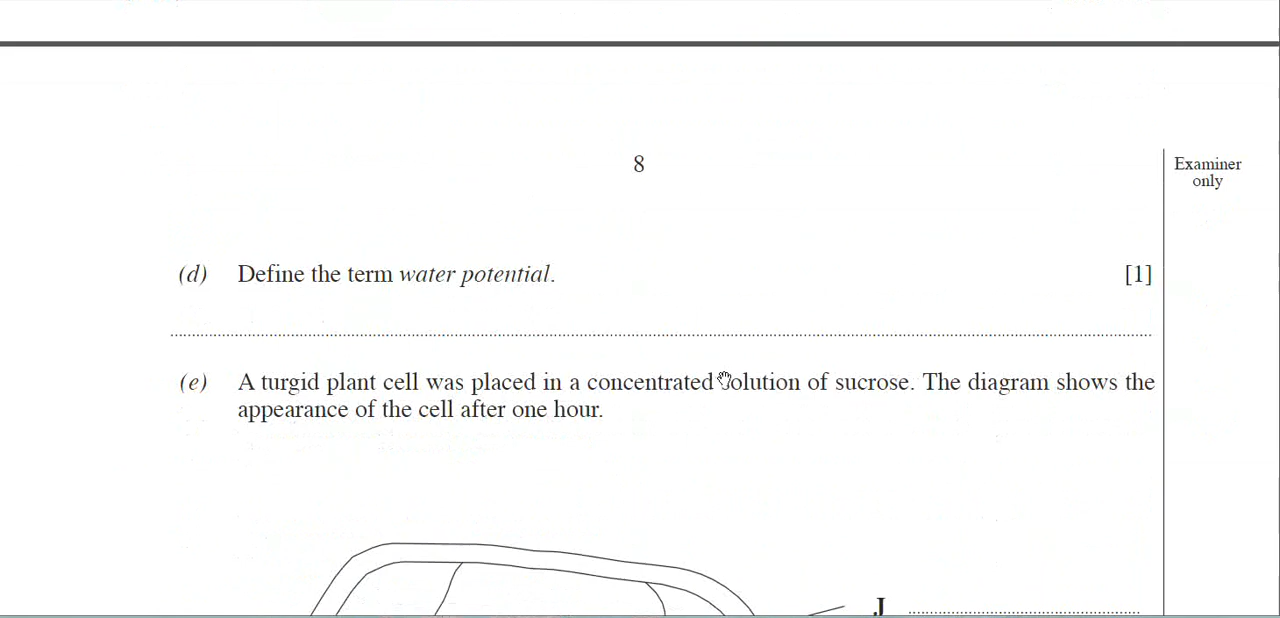 8
Examiner
only
(d) Define the term water potential. [1]
(e) A turgid plant cell was placed in a concentrated solution of sucrose. The diagram shows the
appearance of the cell after one hour.
J